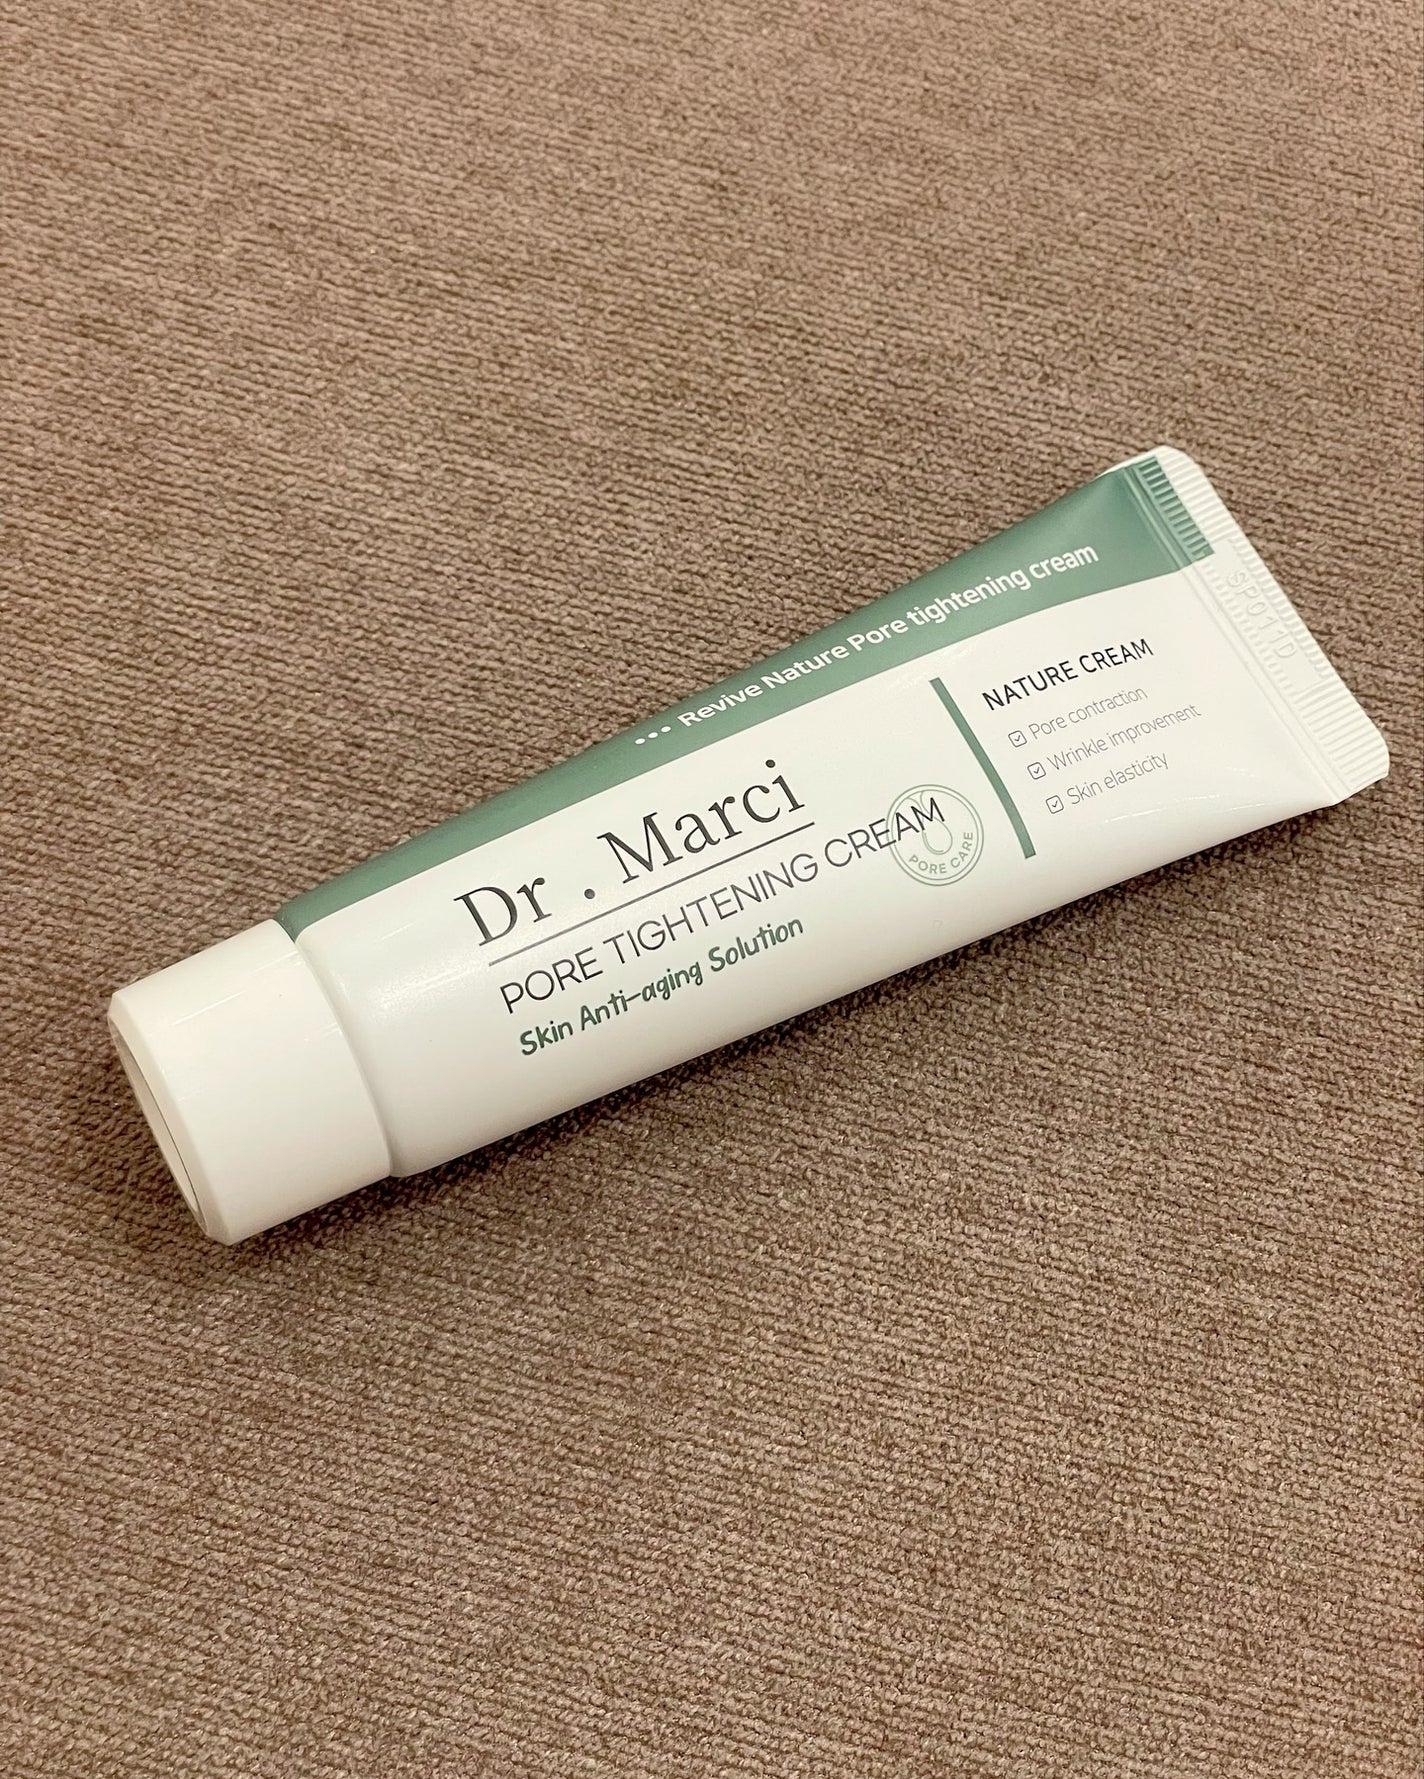 ••• Revive Nature Pore tightening cream
Dr . Marci
PORE TIGHTENING CREAM
Skin Anti-aging Solution
PORE CARE
NATURE CREAM
Pore contraction
Wrinkle improvement
Skin elasticity